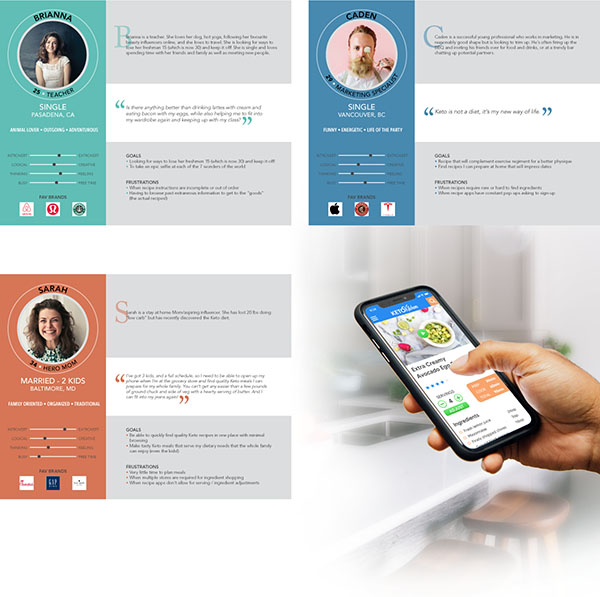 BRIANNA
29 • TEACHER
SINGLE
PASADENA, CA
ANIMAL LOVER • OUTGOING • ADVENTUROUS
INTROVERT EXTROVERT
LOGICAL CREATIVE
THINKING FEELING
BUSY FREE TIME
FAV BRANDS
Brianna is a teacher. She loves her dog, hot yoga, following her favourite
beauty influencers online, and she loves to travel. She is looking for ways to
lose her freshmen 15 (which is now 30) and keep it off! She is single and loves
spending time with her friends and family as well as meeting new people.
“Is there anything better than drinking lattes with cream and
eating bacon with my eggs, while also helping me to fit into
my wardrobe again and keeping up with my class?”
GOALS
• Looking for ways to lose her freshmen 15 (which is now 30) and keep it off!
• To take an epic selfie at each of the 7 wonders of the world
FRUSTRATIONS
• When recipe instructions are incomplete or out of order
• Having to browse past extraneous information to get to the "goods"
(the actual recipe!)
CADEN
29 • MARKETING SPECIALIST
SINGLE
VANCOUVER, BC
FUNNY • ENERGETIC • LIFE OF THE PARTY
INTROVERT EXTROVERT
LOGICAL CREATIVE
THINKING FEELING
BUSY FREE TIME
FAV BRANDS
Caden is a successful young professional who works in marketing. He is in
reasonably good shape but is looking to trim up. He's often firing up the
BBQ and inviting his friends over for food and drinks, or at a trendy bar
chatting up potential partners.
“Keto is not a diet, it's my new way of life.”
GOALS
• Recipes that will complement exercise regiment for a better physique
• Find recipes I can prepare at home that will impress dates
FRUSTRATIONS
• When recipes require rare or hard to find ingredients
• When recipe apps have constant pop ups asking to sign-up
SARAH
34 • HERO MOM
MARRIED - 2 KIDS
BALTIMORE, MD
FAMILY ORIENTED • ORGANIZED • TRADITIONAL
INTROVERT EXTROVERT
LOGICAL CREATIVE
THINKING FEELING
BUSY FREE TIME
FAV BRANDS
GAP
Sarah is a stay at home Mom/aspiring influencer. She has lost 20 lbs doing
"low carb" but has recently discovered the Keto diet.
“I've got 2 kids, and a full schedule, so I need to be able to open up my
phone when I'm at the grocery store and find quality Keto meals I can
prepare for my whole family. You can't get any easier than a few pounds
of ground chuck and side of veg with a hearty serving of butter. And I
can fit into my jeans again!”
GOALS
• Be able to quickly find quality Keto recipes in one place with minimal
browsing
• Make tasty Keto meals that serve my dietary needs that the whole family
can enjoy (even the kids!)
FRUSTRATIONS
• Very little time to plan meals
• When multiple stores are required for ingredient shopping
• When recipe apps don't allow for serving / ingredient adjustments
KETO
Extra Creamy
Avocado Egg
SERVINGS
4
Ingredients
Fresh lemon juice
Mayonnaise